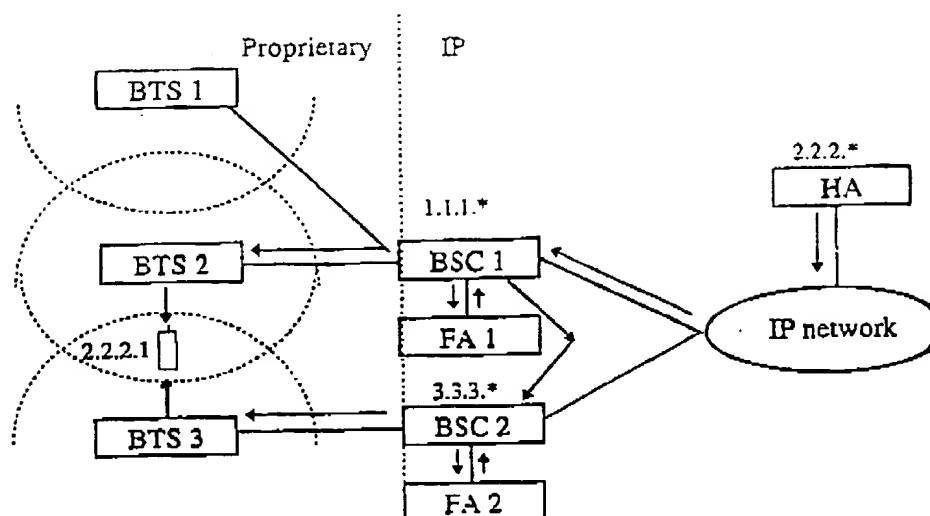 Proprietary
IP
BTS 1
2.2.2.*
HA
1.1.1.*
BTS 2
BSC 1
IP network
FA 1
2.2.2.1
3.3.3.*
BTS 3
BSC 2
FA 2